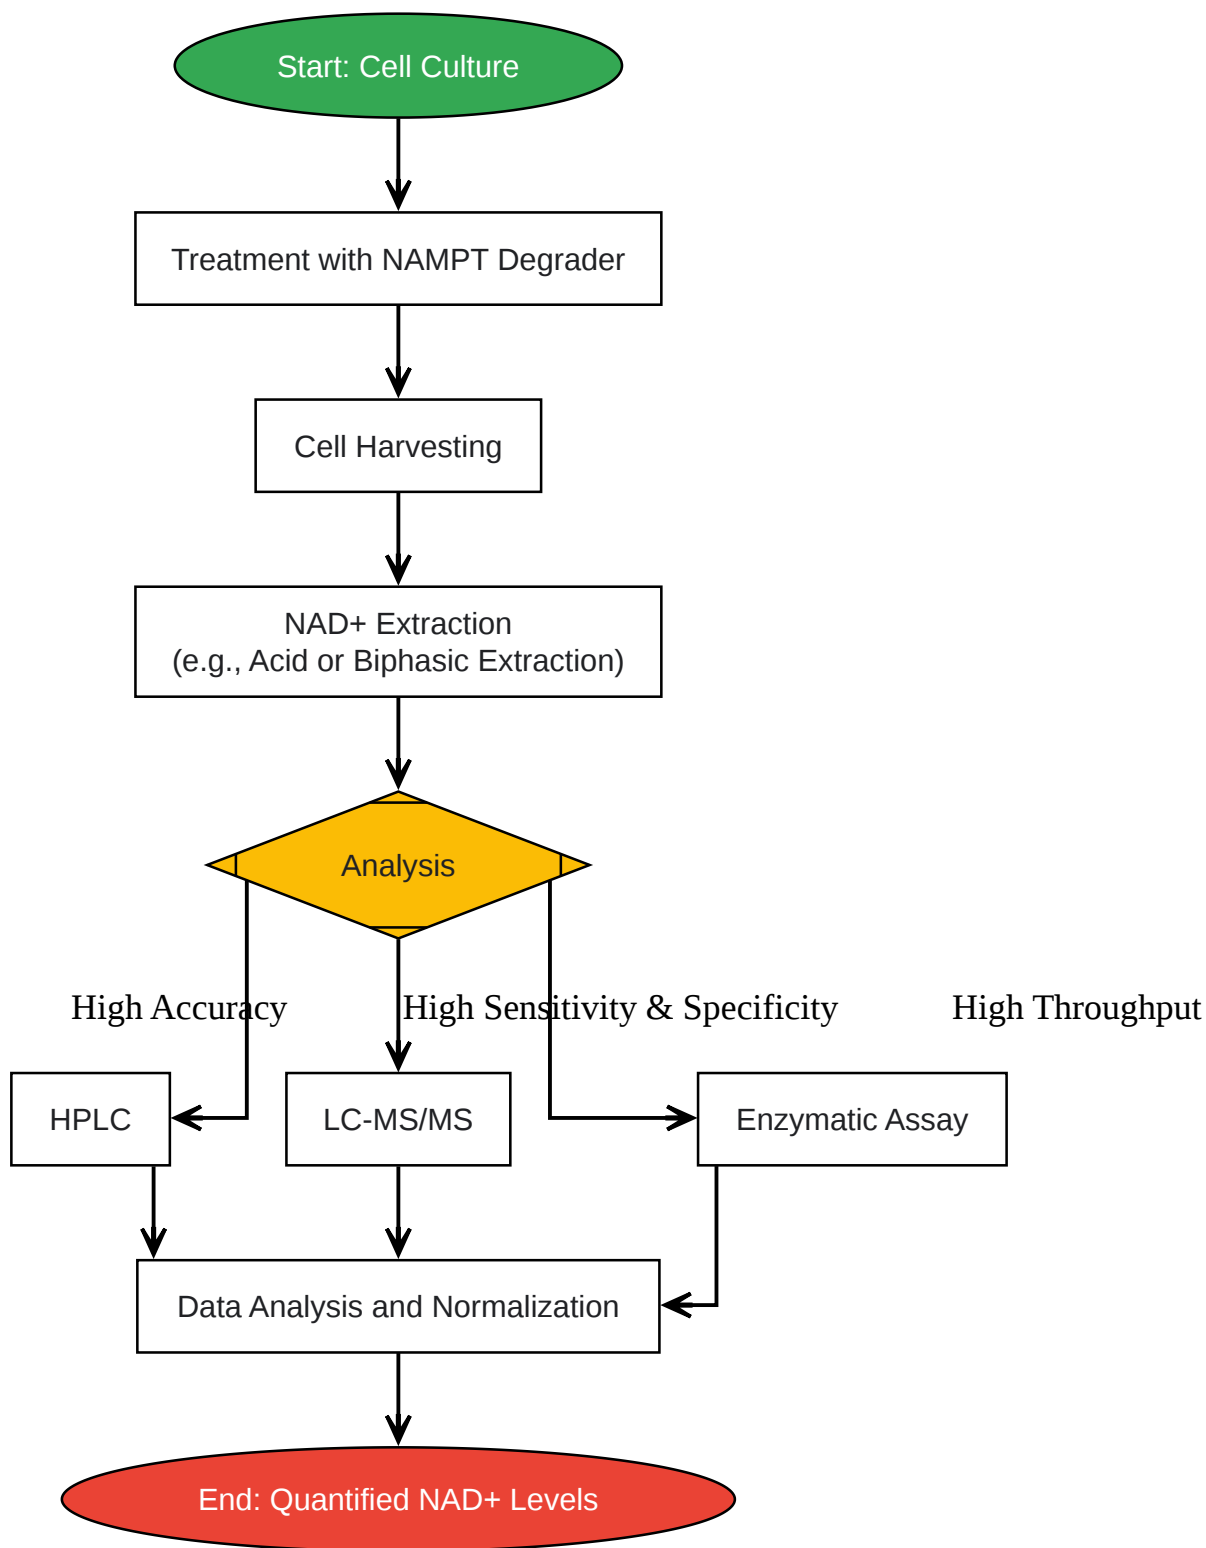 Start: Cell Culture
Treatment with NAMPT Degrader
Cell Harvesting
NAD+ Extraction
(e.g., Acid or Biphasic Extraction)
Analysis
High Accuracy
High Sensitivity & Specificity
High Throughput
HPLC
LC-MS/MS
Enzymatic Assay
Data Analysis and Normalization
End: Quantified NAD+ Levels